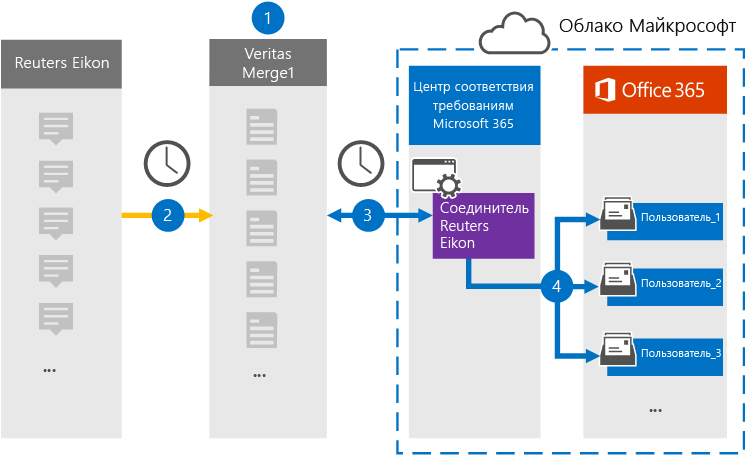 1
Облако Майкрософт
Reuters Eikon
Veritas
Merge1
Центр соответствия
требованиям
Microsoft 365
Office 365
2
3
Соединитель
Reuters
Eikon
Пользователь_1
4
Пользователь_2
Пользователь_3
...
...
...